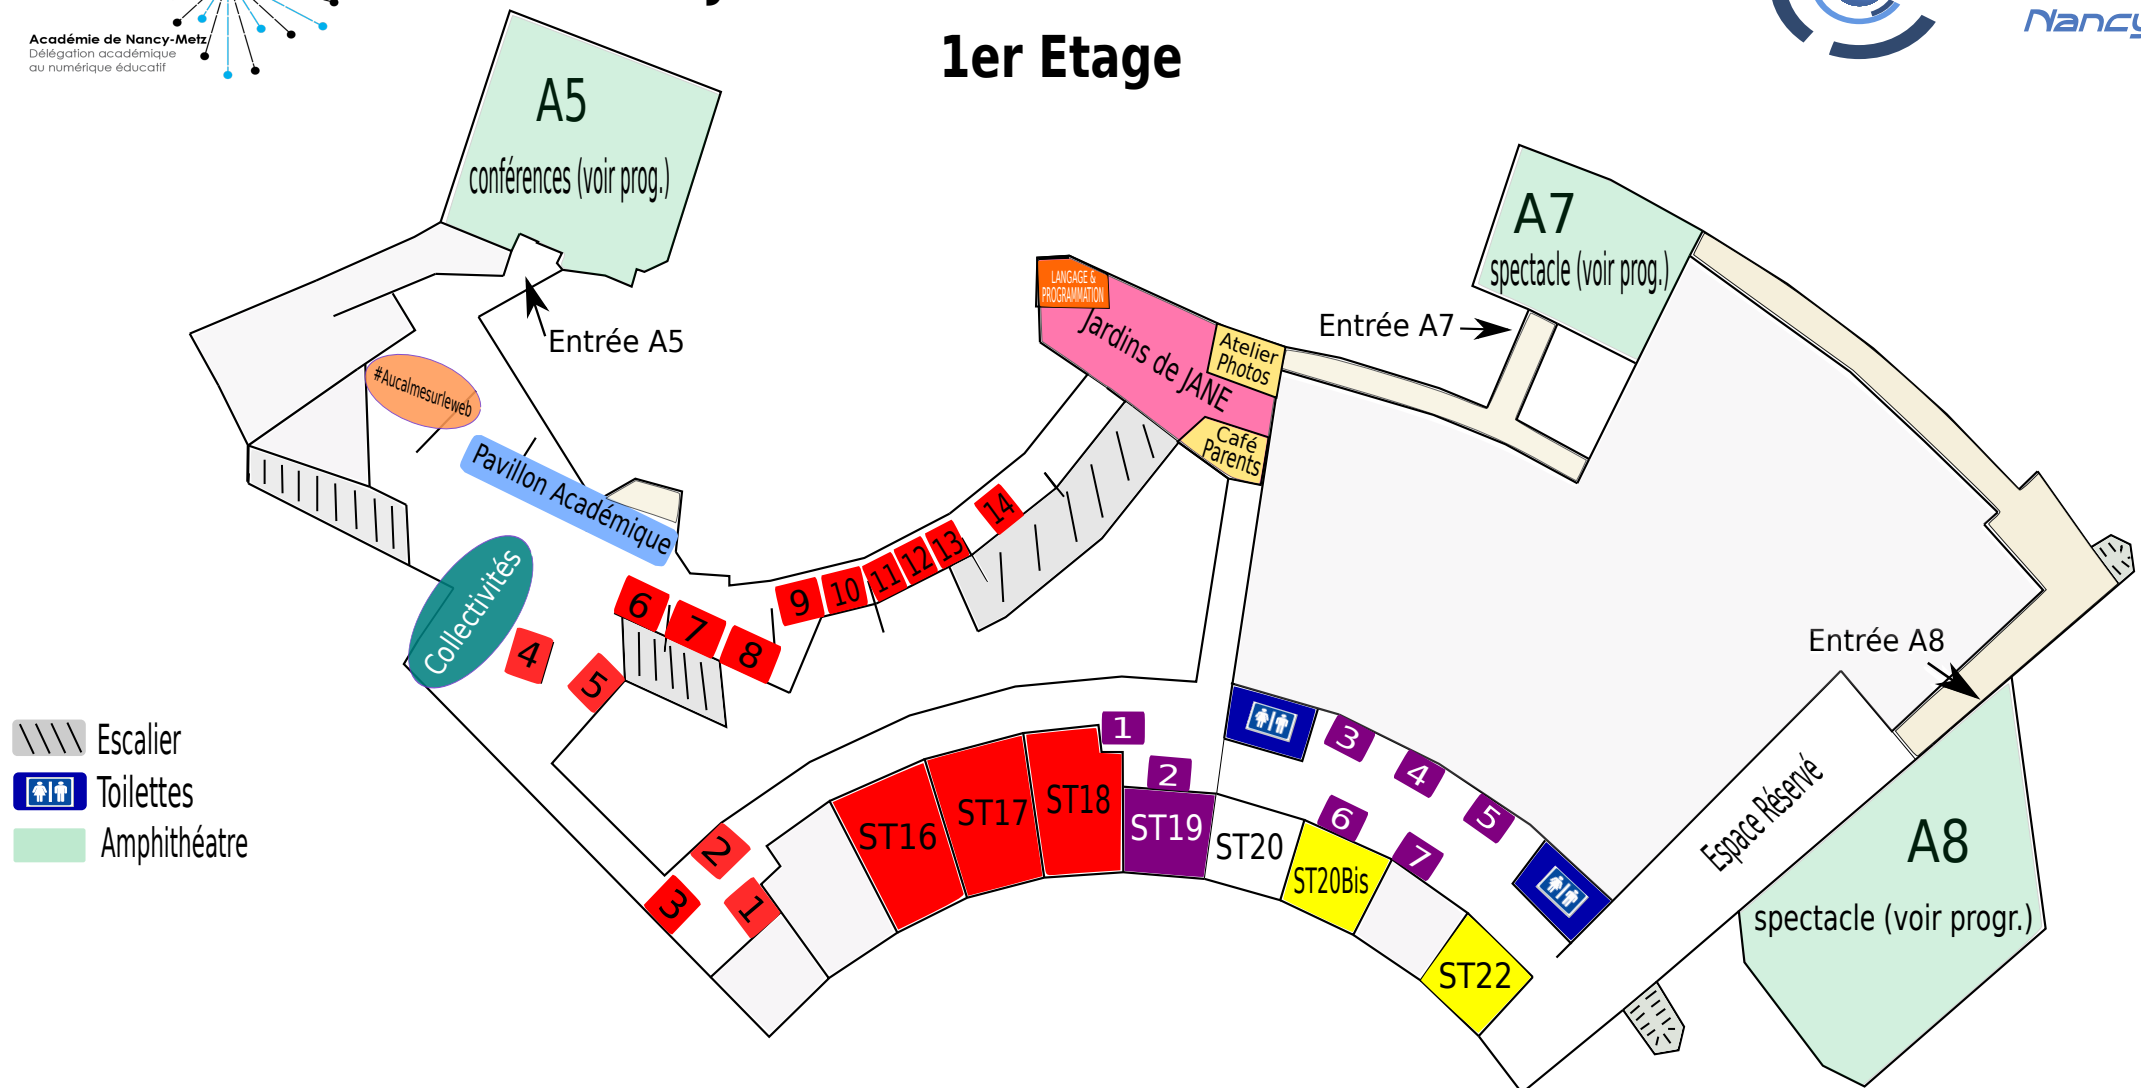 Académie de Nancy-Metz
Délégation académique
au numérique éducatif
1er Etage
A5
conférences (voir prog.)
Entrée A5
A7
spectacle (voir prog.)
Entrée A7
LANGAGE &
PROGRAMMATION
Jardins de JANE
Atelier
Photos
Café
Parents
#Aucalmesurleweb
Pavillon Académique
Collectivités
14
13
12
11
10
9
6
7
8
4
5
2
3
1
Entrée A8
Espace Réservé
A8
spectacle (voir progr.)
1
2
3
4
5
6
7
ST16
ST17
ST18
ST19
ST20
ST20Bis
ST22
Escalier
Toilettes
Amphithéatre